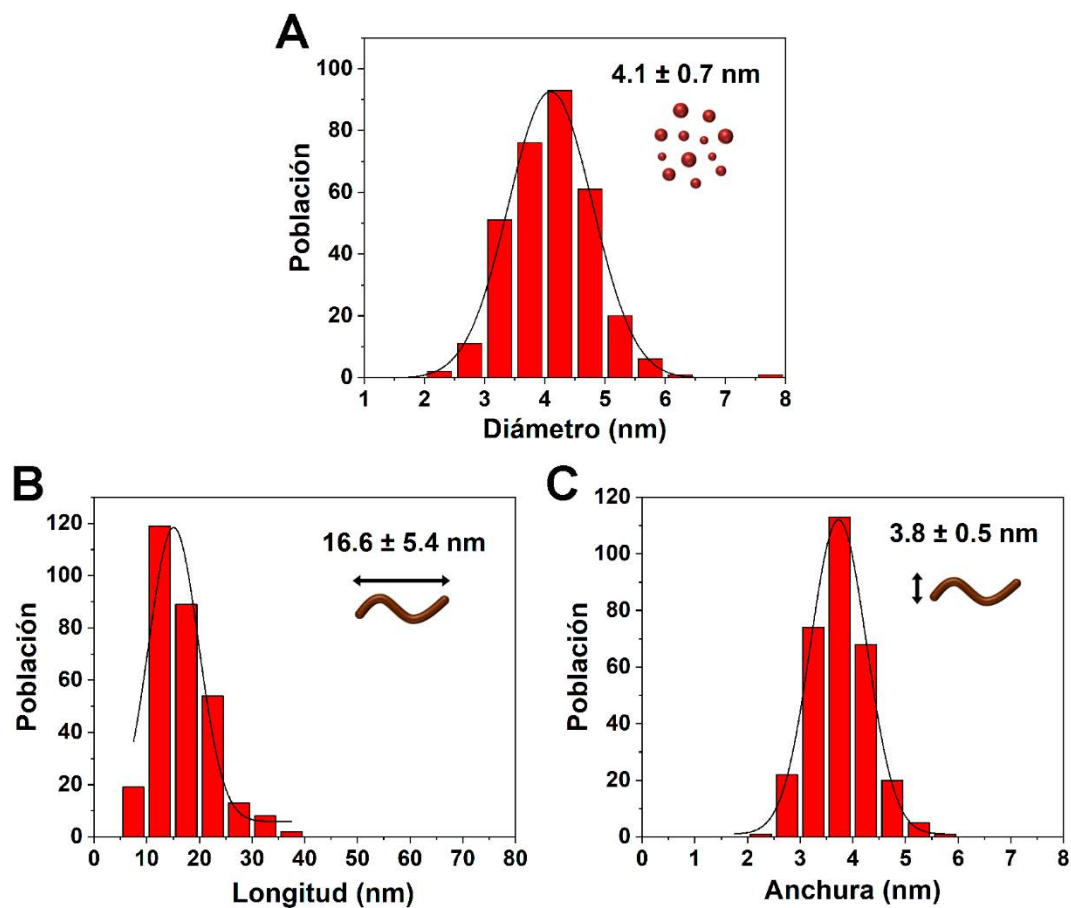 A
4.1 ± 0.7 nm
Población
100
80
60
40
20
0
1 2 3 4 5 6 7 8
Diámetro (nm)
B
16.6 ± 5.4 nm
Población
120
100
80
60
40
20
0
0 10 20 30 40 50 60 70 80
Longitud (nm)
C
3.8 ± 0.5 nm
Población
120
100
80
60
40
20
0
0 1 2 3 4 5 6 7 8
Anchura (nm)